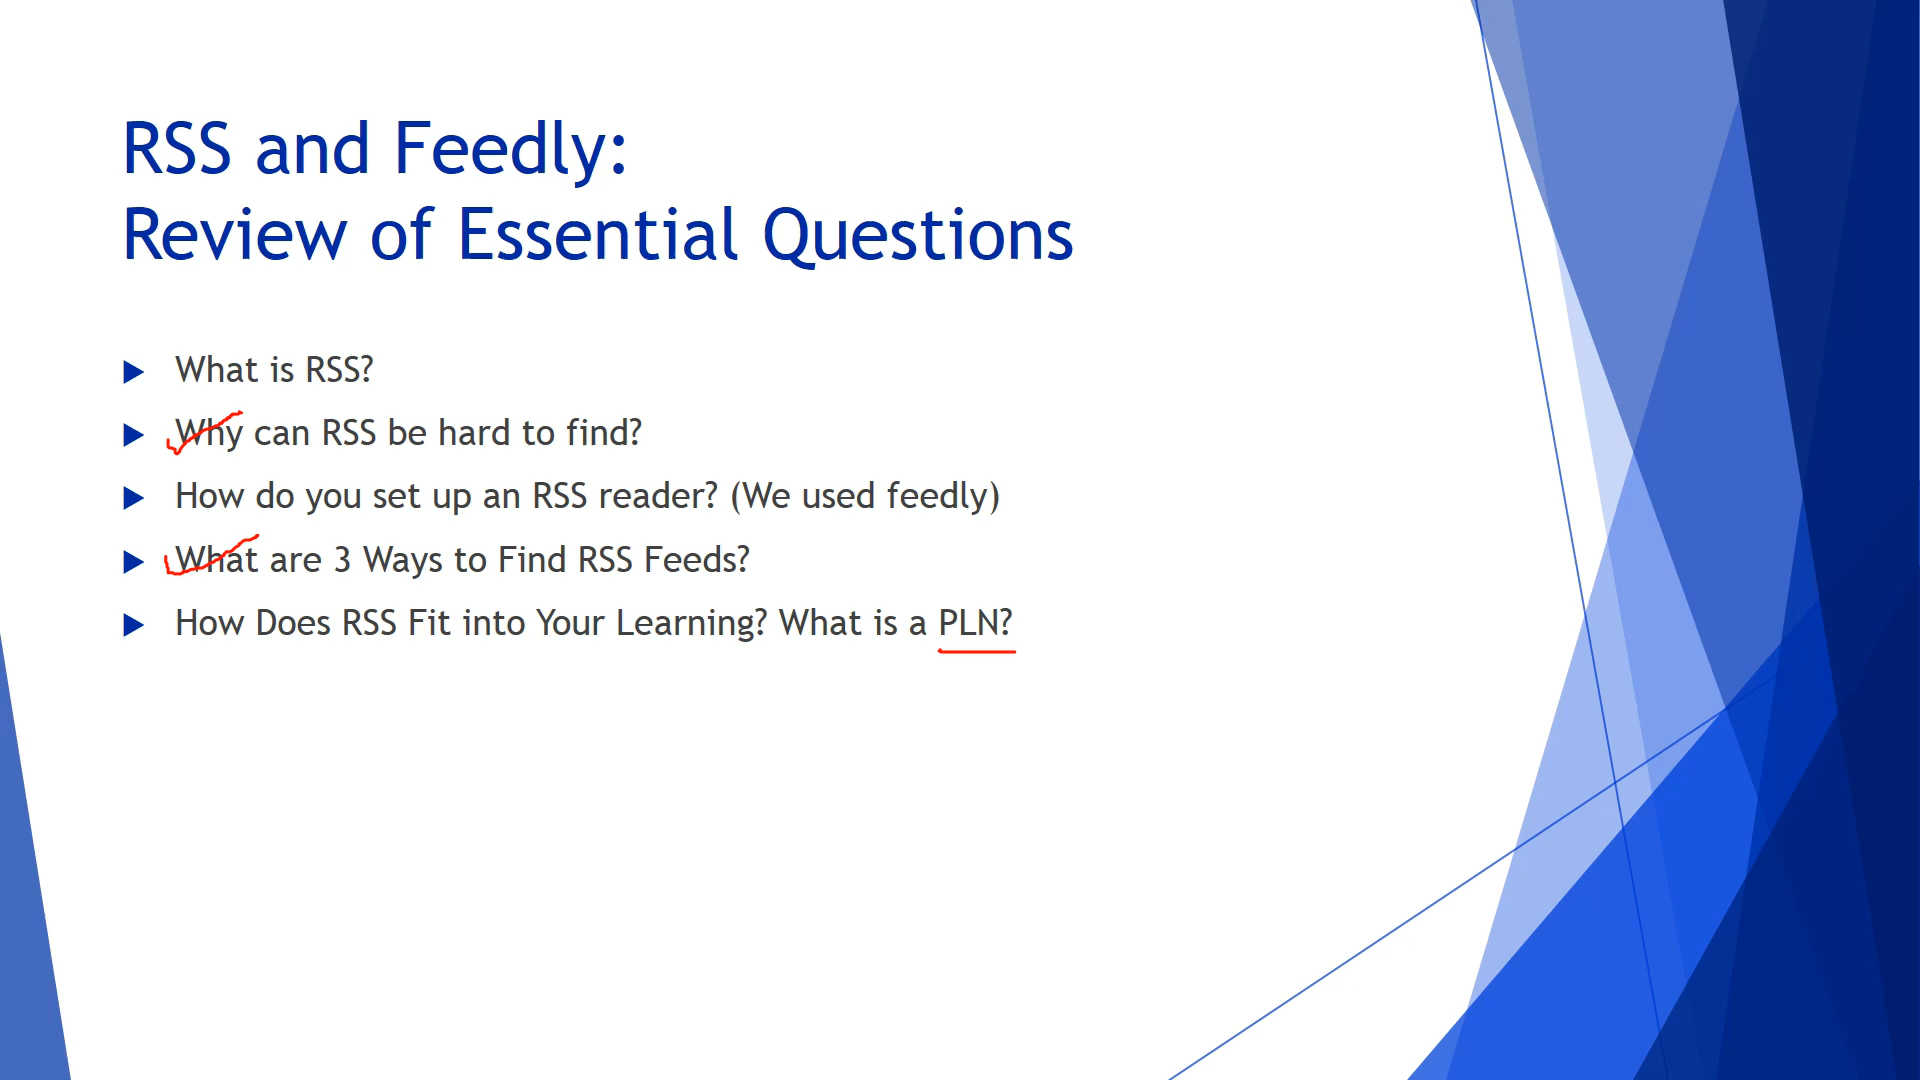 RSS and Feedly:
Review of Essential Questions
What is RSS?
Why can RSS be hard to find?
How do you set up an RSS reader? (We used feedly)
What are 3 Ways to Find RSS Feeds?
How Does RSS Fit into Your Learning? What is a PLN?